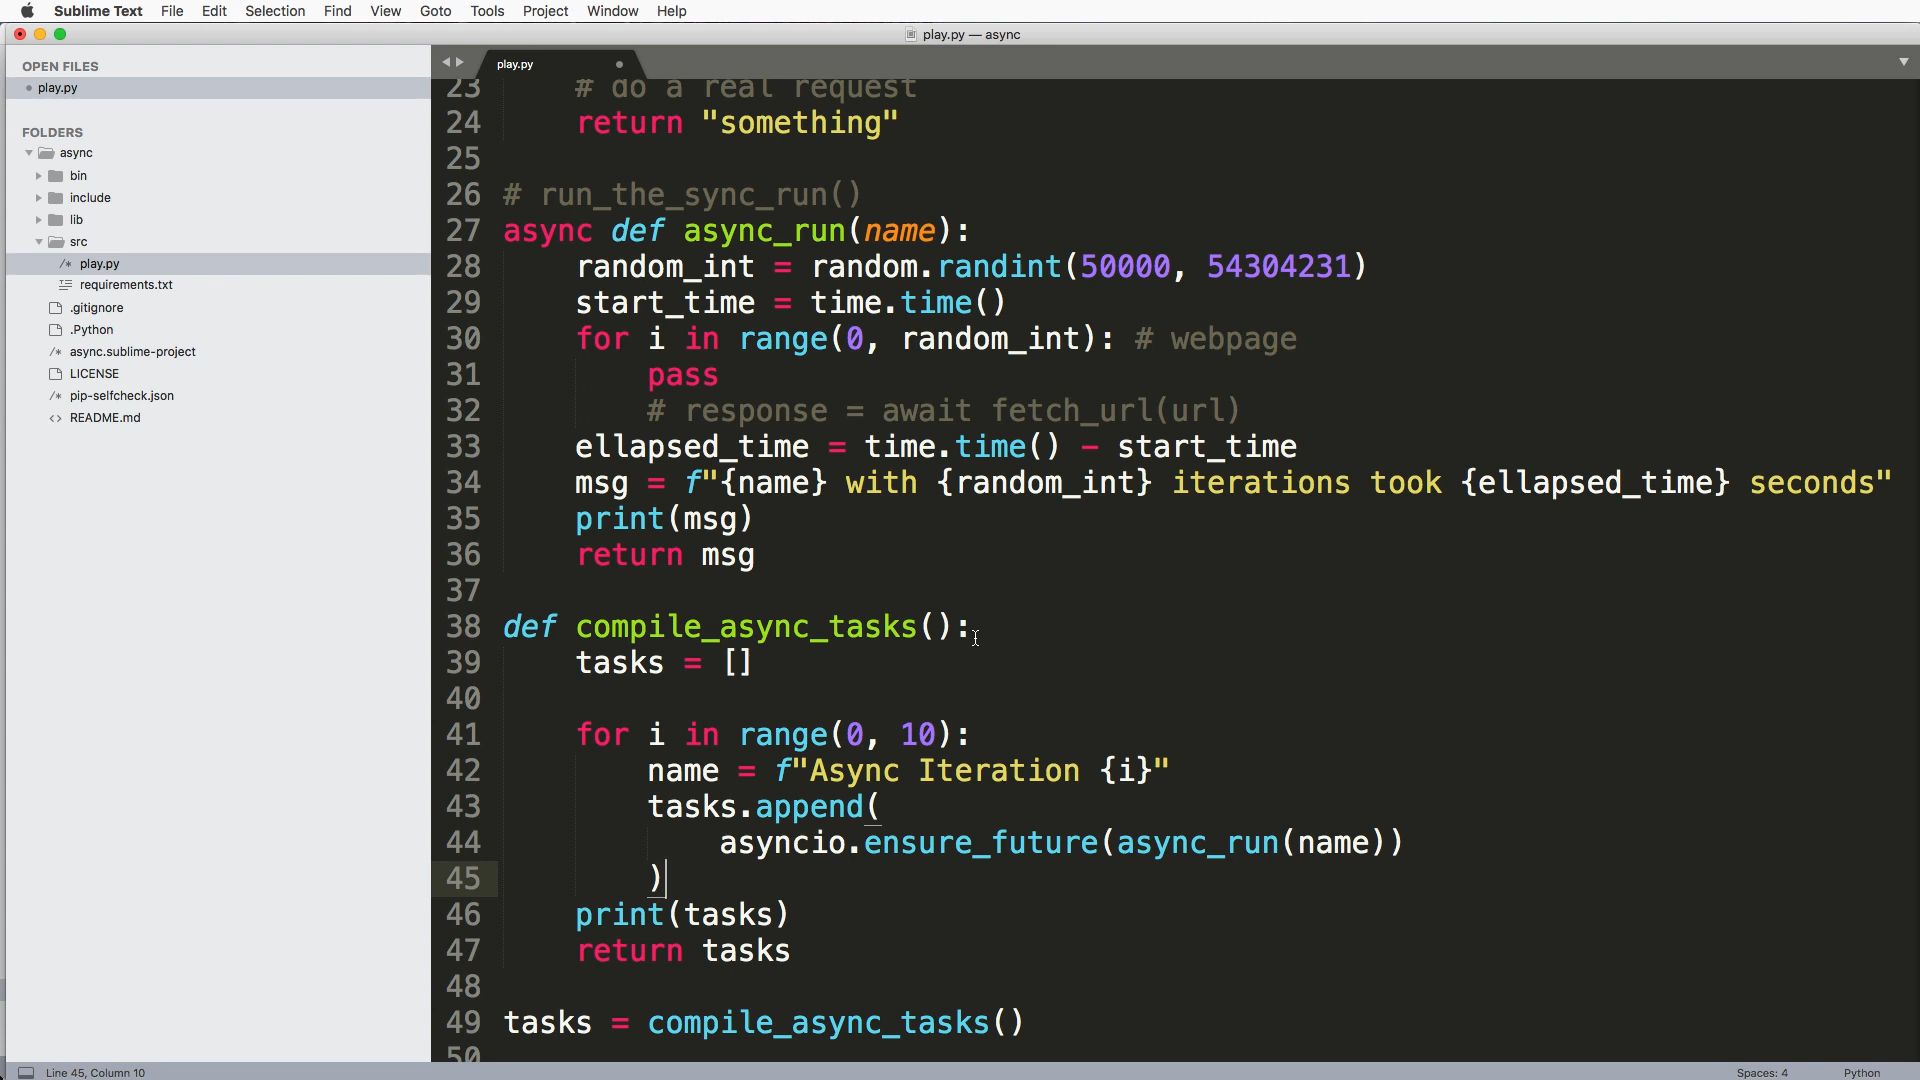 Sublime Text File Edit Selection Find View Goto Tools Project Window Help
play.py — async
OPEN FILES
play.py
FOLDERS
async
bin
include
lib
src
/* play.py
requirements.txt
.gitignore
.Python
/* async.sublime-project
LICENSE
/* pip-selfcheck.json
<> README.md
play.py
23 # do a real request
24 return "something"
25
26 # run_the_sync_run()
27 async def async_run(name):
28 random_int = random.randint(50000, 54304231)
29 start_time = time.time()
30 for i in range(0, random_int): # webpage
31 pass
32 # response = await fetch_url(url)
33 ellapsed_time = time.time() - start_time
34 msg = f"{name} with {random_int} iterations took {ellapsed_time} seconds"
35 print(msg)
36 return msg
37
38 def compile_async_tasks():
39 tasks = []
40
41 for i in range(0, 10):
42 name = f"Async Iteration {i}"
43 tasks.append(
44 asyncio.ensure_future(async_run(name))
45 )
46 print(tasks)
47 return tasks
48
49 tasks = compile_async_tasks()
50
Line 45, Column 10
Spaces: 4 Python